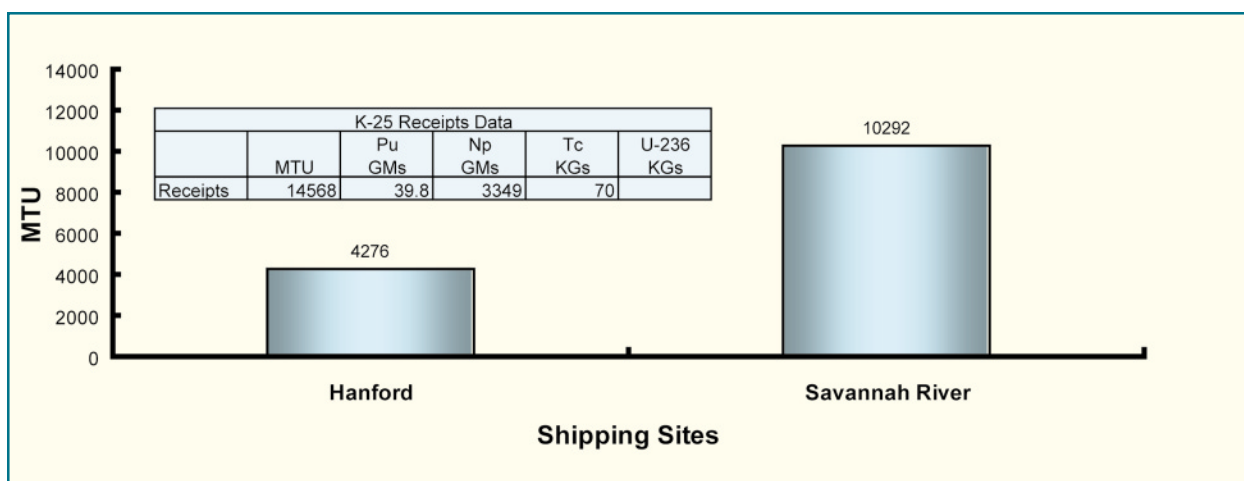 MTU
14000
12000
10000
8000
6000
4000
2000
0
K-25 Receipts Data
MTU Pu GMs Np GMs Tc KGs U-236 KGs
Receipts 14568 39.8 3349 70
4276
10292
Hanford Savannah River
Shipping Sites